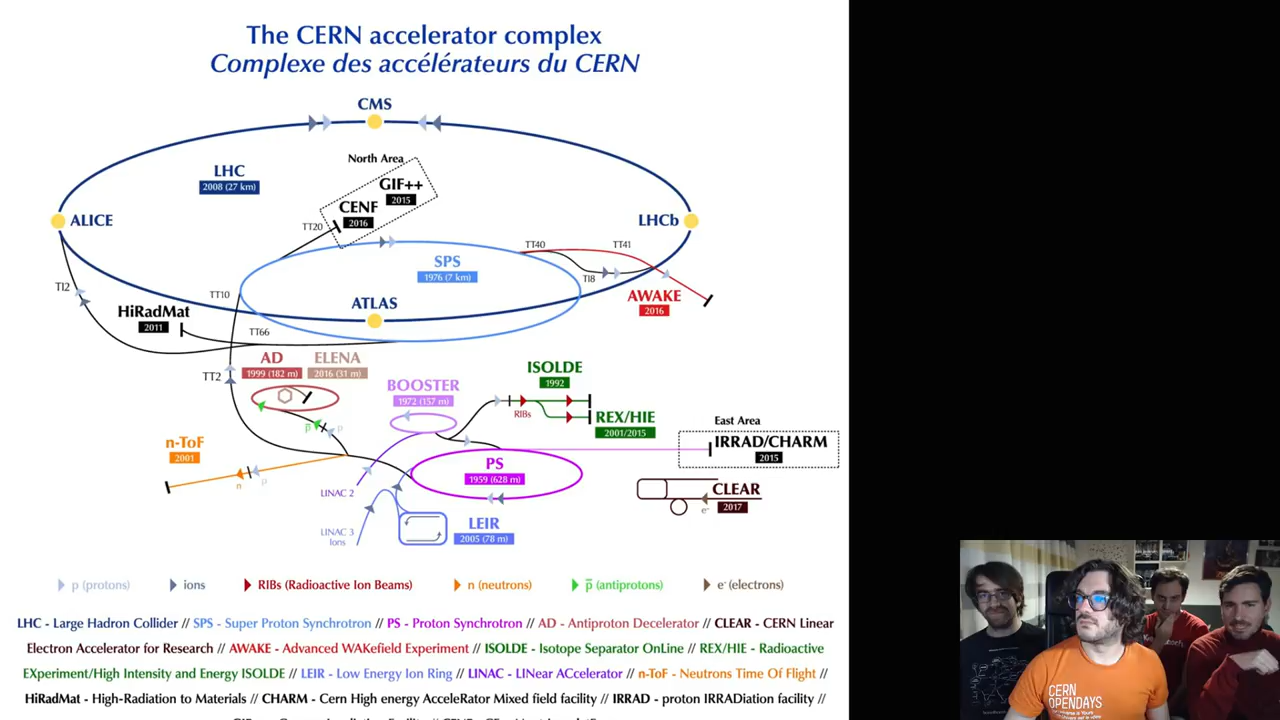 The CERN accelerator complex
Complexe des accélérateurs du CERN
CMS
North Area
LHC
2008 (27 km)
GIF++
2015
CENF
2016
ALICE
LHCb
TT20
TT40
TT41
SPS
1976 (7 km)
TI8
TI2
TT10
AWAKE
2016
ATLAS
HiRadMat
2011
TT66
AD
1999 (182 m)
ELENA
2016 (31 m)
TT2
BOOSTER
1972 (157 m)
ISOLDE
1992
RIBs
REX/HIE
2001/2015
East Area
p
p
IRRAD/CHARM
2015
n-ToF
2001
PS
1959 (628 m)
n
p
LINAC 2
CLEAR
2017
e-
LEIR
2005 (78 m)
LINAC 3
Ions
p (protons)
ions
RIBs (Radioactive Ion Beams)
n (neutrons)
p̅ (antiprotons)
e- (electrons)
LHC - Large Hadron Collider // SPS - Super Proton Synchrotron // PS - Proton Synchrotron // AD - Antiproton Decelerator // CLEAR - CERN Linear
Electron Accelerator for Research // AWAKE - Advanced WAKefield Experiment // ISOLDE - Isotope Separator OnLine // REX/HIE - Radioactive
EXperiment/High Intensity and Energy ISOLDE // LEIR - Low Energy Ion Ring // LINAC - LINear ACcelerator // n-ToF - Neutrons Time Of Flight //
HiRadMat - High-Radiation to Materials // CHARM - Cern High energy AcceleRator Mixed field facility // IRRAD - proton IRRADiation facility //
CERN
OPENDAYS